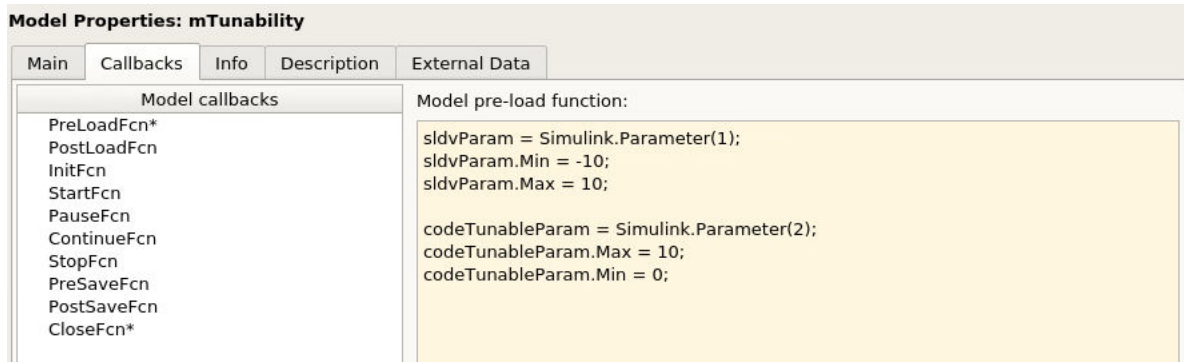 Model Properties: mTunability
Main Callbacks Info Description External Data
Model callbacks
PreLoadFcn*
PostLoadFcn
InitFcn
StartFcn
PauseFcn
ContinueFcn
StopFcn
PreSaveFcn
PostSaveFcn
CloseFcn*
Model pre-load function:
sldvParam = Simulink.Parameter(1);
sldvParam.Min = -10;
sldvParam.Max = 10;
codeTunableParam = Simulink.Parameter(2);
codeTunableParam.Max = 10;
codeTunableParam.Min = 0;